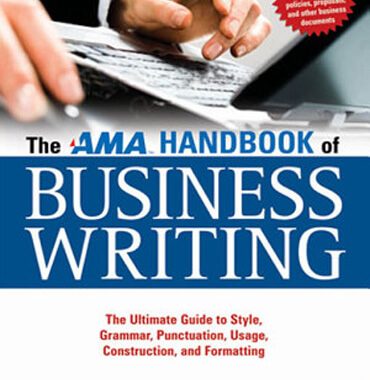 policies, proposals,
and other business
documents
The AMA HANDBOOK of
BUSINESS
WRITING
The Ultimate Guide to Style,
Grammar, Punctuation, Usage,
Construction, and Formatting